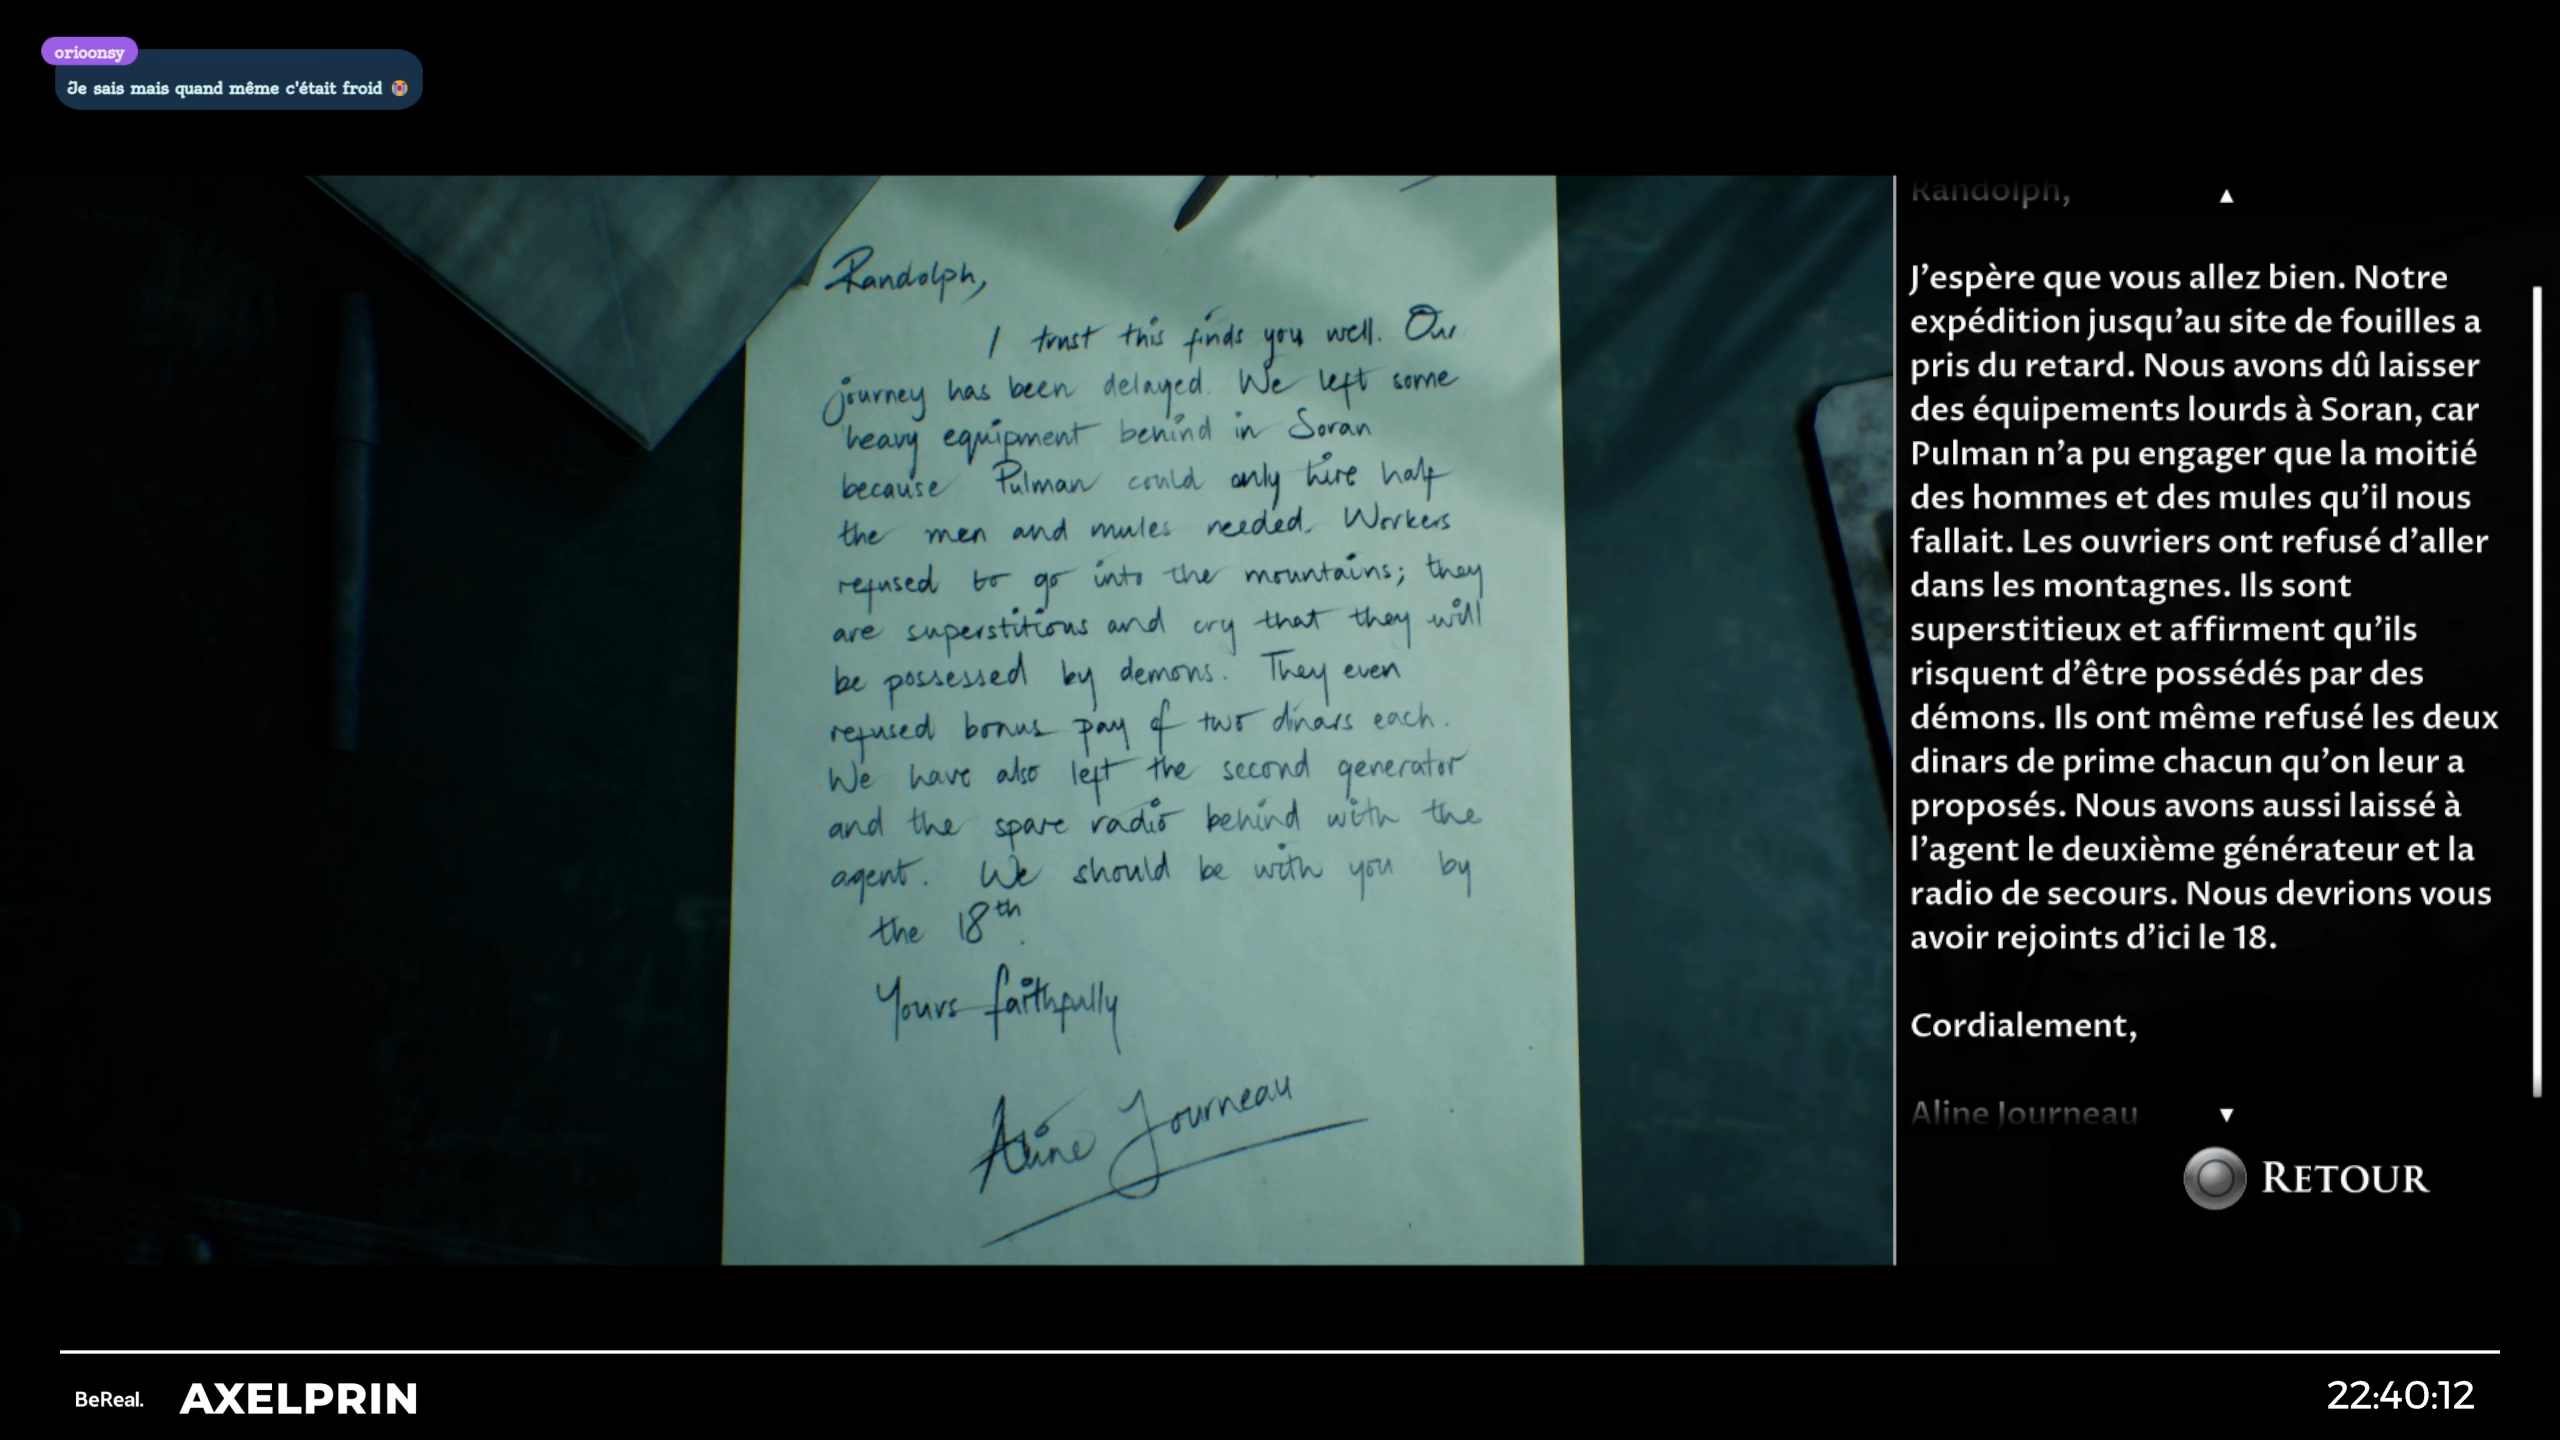 orioonsy
Je sais mais quand même c'était froid
Randolph,
I trust this finds you well. Our
journey has been delayed. We left some
heavy equipment behind in Soran
because Pulman could only hire half
the men and mules needed. Workers
refused to go into the mountains; they
are superstitious and cry that they will
be possessed by demons. They even
refused bonus pay of two dinars each.
We have also left the second generator
and the spare radio behind with the
agent. We should be with you by
the 18th.
Yours faithfully
Aline Journeau
Randolph,
J'espère que vous allez bien. Notre
expédition jusqu'au site de fouilles a
pris du retard. Nous avons dû laisser
des équipements lourds à Soran, car
Pulman n'a pu engager que la moitié
des hommes et des mules qu'il nous
fallait. Les ouvriers ont refusé d'aller
dans les montagnes. Ils sont
superstitieux et affirment qu'ils
risquent d'être possédés par des
démons. Ils ont même refusé les deux
dinars de prime chacun qu'on leur a
proposés. Nous avons aussi laissé à
l'agent le deuxième générateur et la
radio de secours. Nous devrions vous
avoir rejoints d'ici le 18.
Cordialement,
Aline Journeau
RETOUR
BeReal.
AXELPRIN
22:40:12